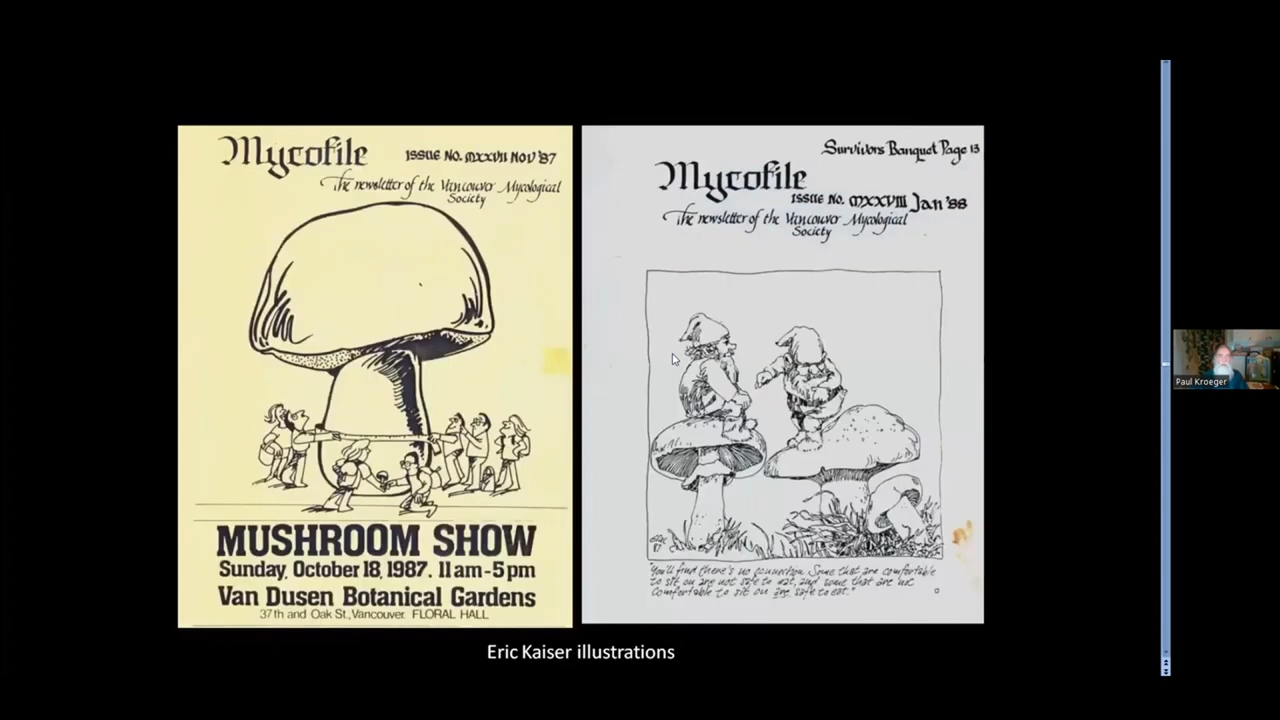 Mycofile
ISSUE NO. MXXVII NOV '87
The newsletter of the Vancouver Mycological
Society
MUSHROOM SHOW
Sunday, October 18, 1987. 11am-5pm
Van Dusen Botanical Gardens
37th and Oak St., Vancouver. FLORAL HALL
Survivors Banquet Page 13
Mycofile
ISSUE NO. MXXVIII Jan '88
The newsletter of the Vancouver Mycological
Society
"You'll find there's no connection. Some that are comfortable
to sit on are not safe to eat, and some that are not
comfortable to sit on are safe to eat."
Eric Kaiser illustrations
Paul Kroeger